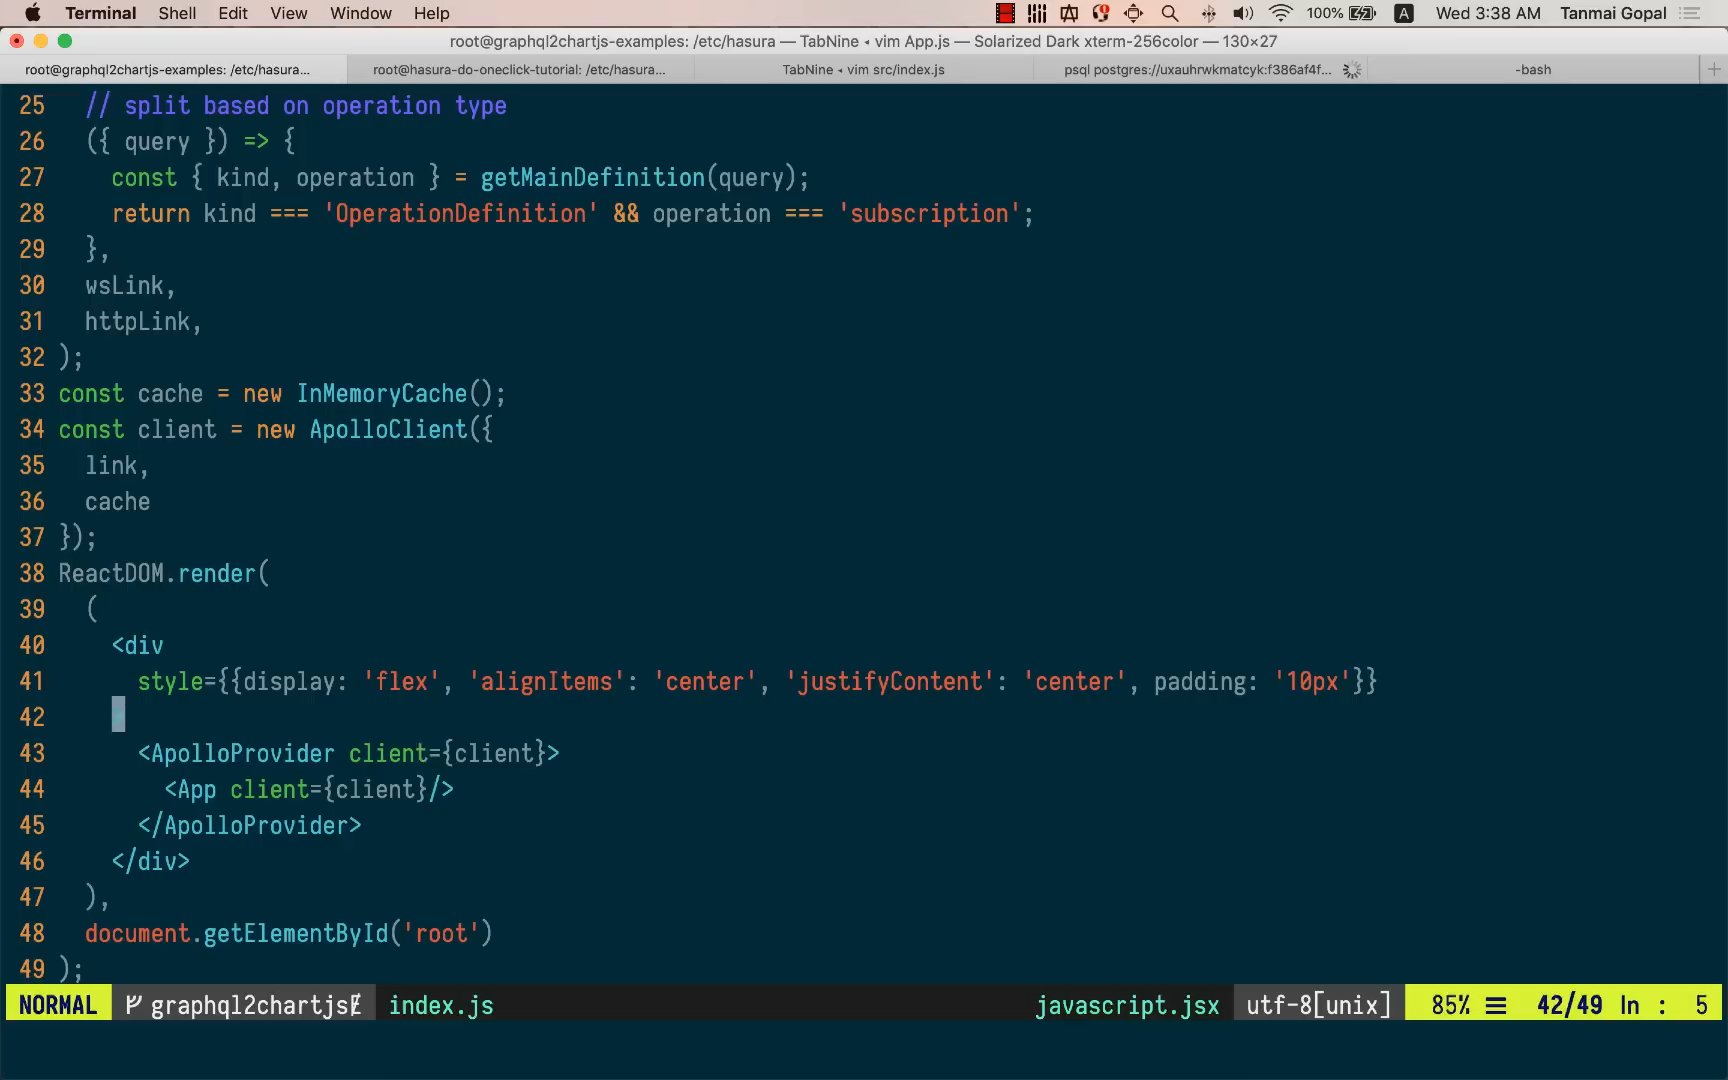 Terminal Shell Edit View Window Help 100% A Wed 3:38 AM Tanmai Gopal
root@graphql2chartjs-examples: /etc/hasura — TabNine ◂ vim App.js — Solarized Dark xterm-256color — 130×27
root@graphql2chartjs-examples: /etc/hasura... root@hasura-do-oneclick-tutorial: /etc/hasura... TabNine ◂ vim src/index.js psql postgres://uxauhrwkmatcyk:f386af4f... -bash
25 // split based on operation type
26 ({ query }) => {
27 const { kind, operation } = getMainDefinition(query);
28 return kind === 'OperationDefinition' && operation === 'subscription';
29 },
30 wsLink,
31 httpLink,
32 );
33 const cache = new InMemoryCache();
34 const client = new ApolloClient({
35 link,
36 cache
37 });
38 ReactDOM.render(
39 (
40 <div
41 style={{display: 'flex', 'alignItems': 'center', 'justifyContent': 'center', padding: '10px'}}
42
43 <ApolloProvider client={client}>
44 <App client={client}/>
45 </ApolloProvider>
46 </div>
47 ),
48 document.getElementById('root')
49 );
NORMAL graphql2chartjs index.js javascript.jsx utf-8[unix] 85% ☰ 42/49 ln : 5